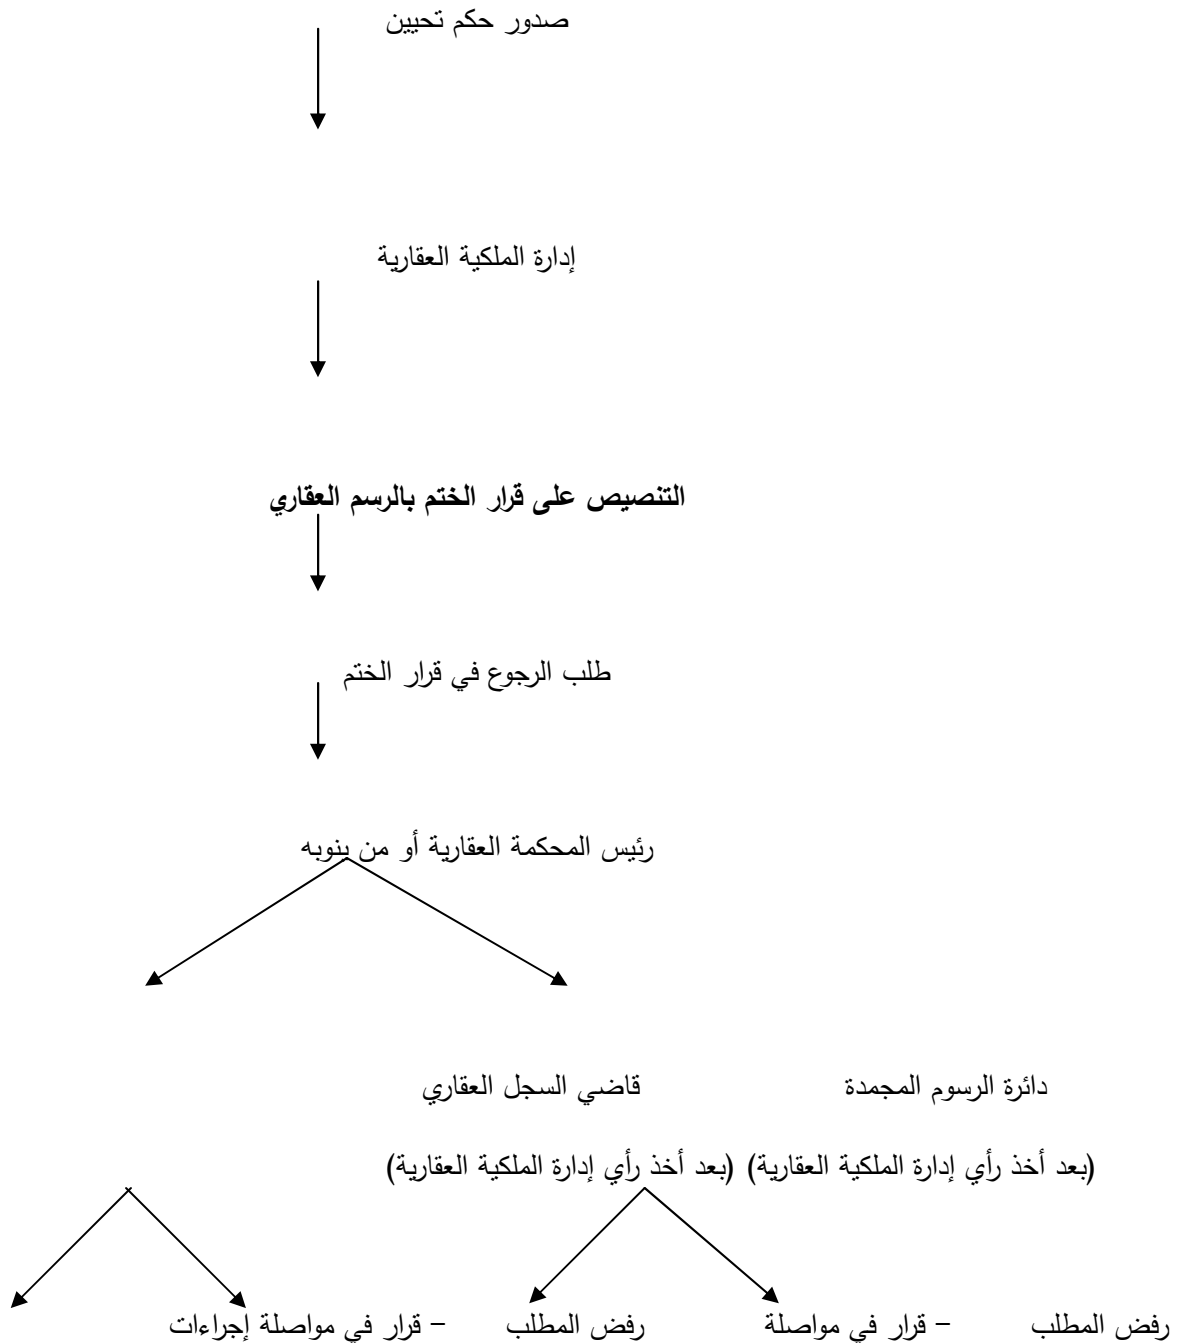 صدور حكم تحيين
إدارة الملكية العقارية
التنصيص على قرار الختم بالرسم العقاري
طلب الرجوع في قرار الختم
رئيس المحكمة العقارية أو من ينوبه
دائرة الرسوم المجمدة قاضي السجل العقاري
(بعد أخذ رأي إدارة الملكية العقارية) (بعد أخذ رأي إدارة الملكية العقارية)
رفض المطلب – قرار في مواصلة رفض المطلب – قرار في مواصلة إجراءات